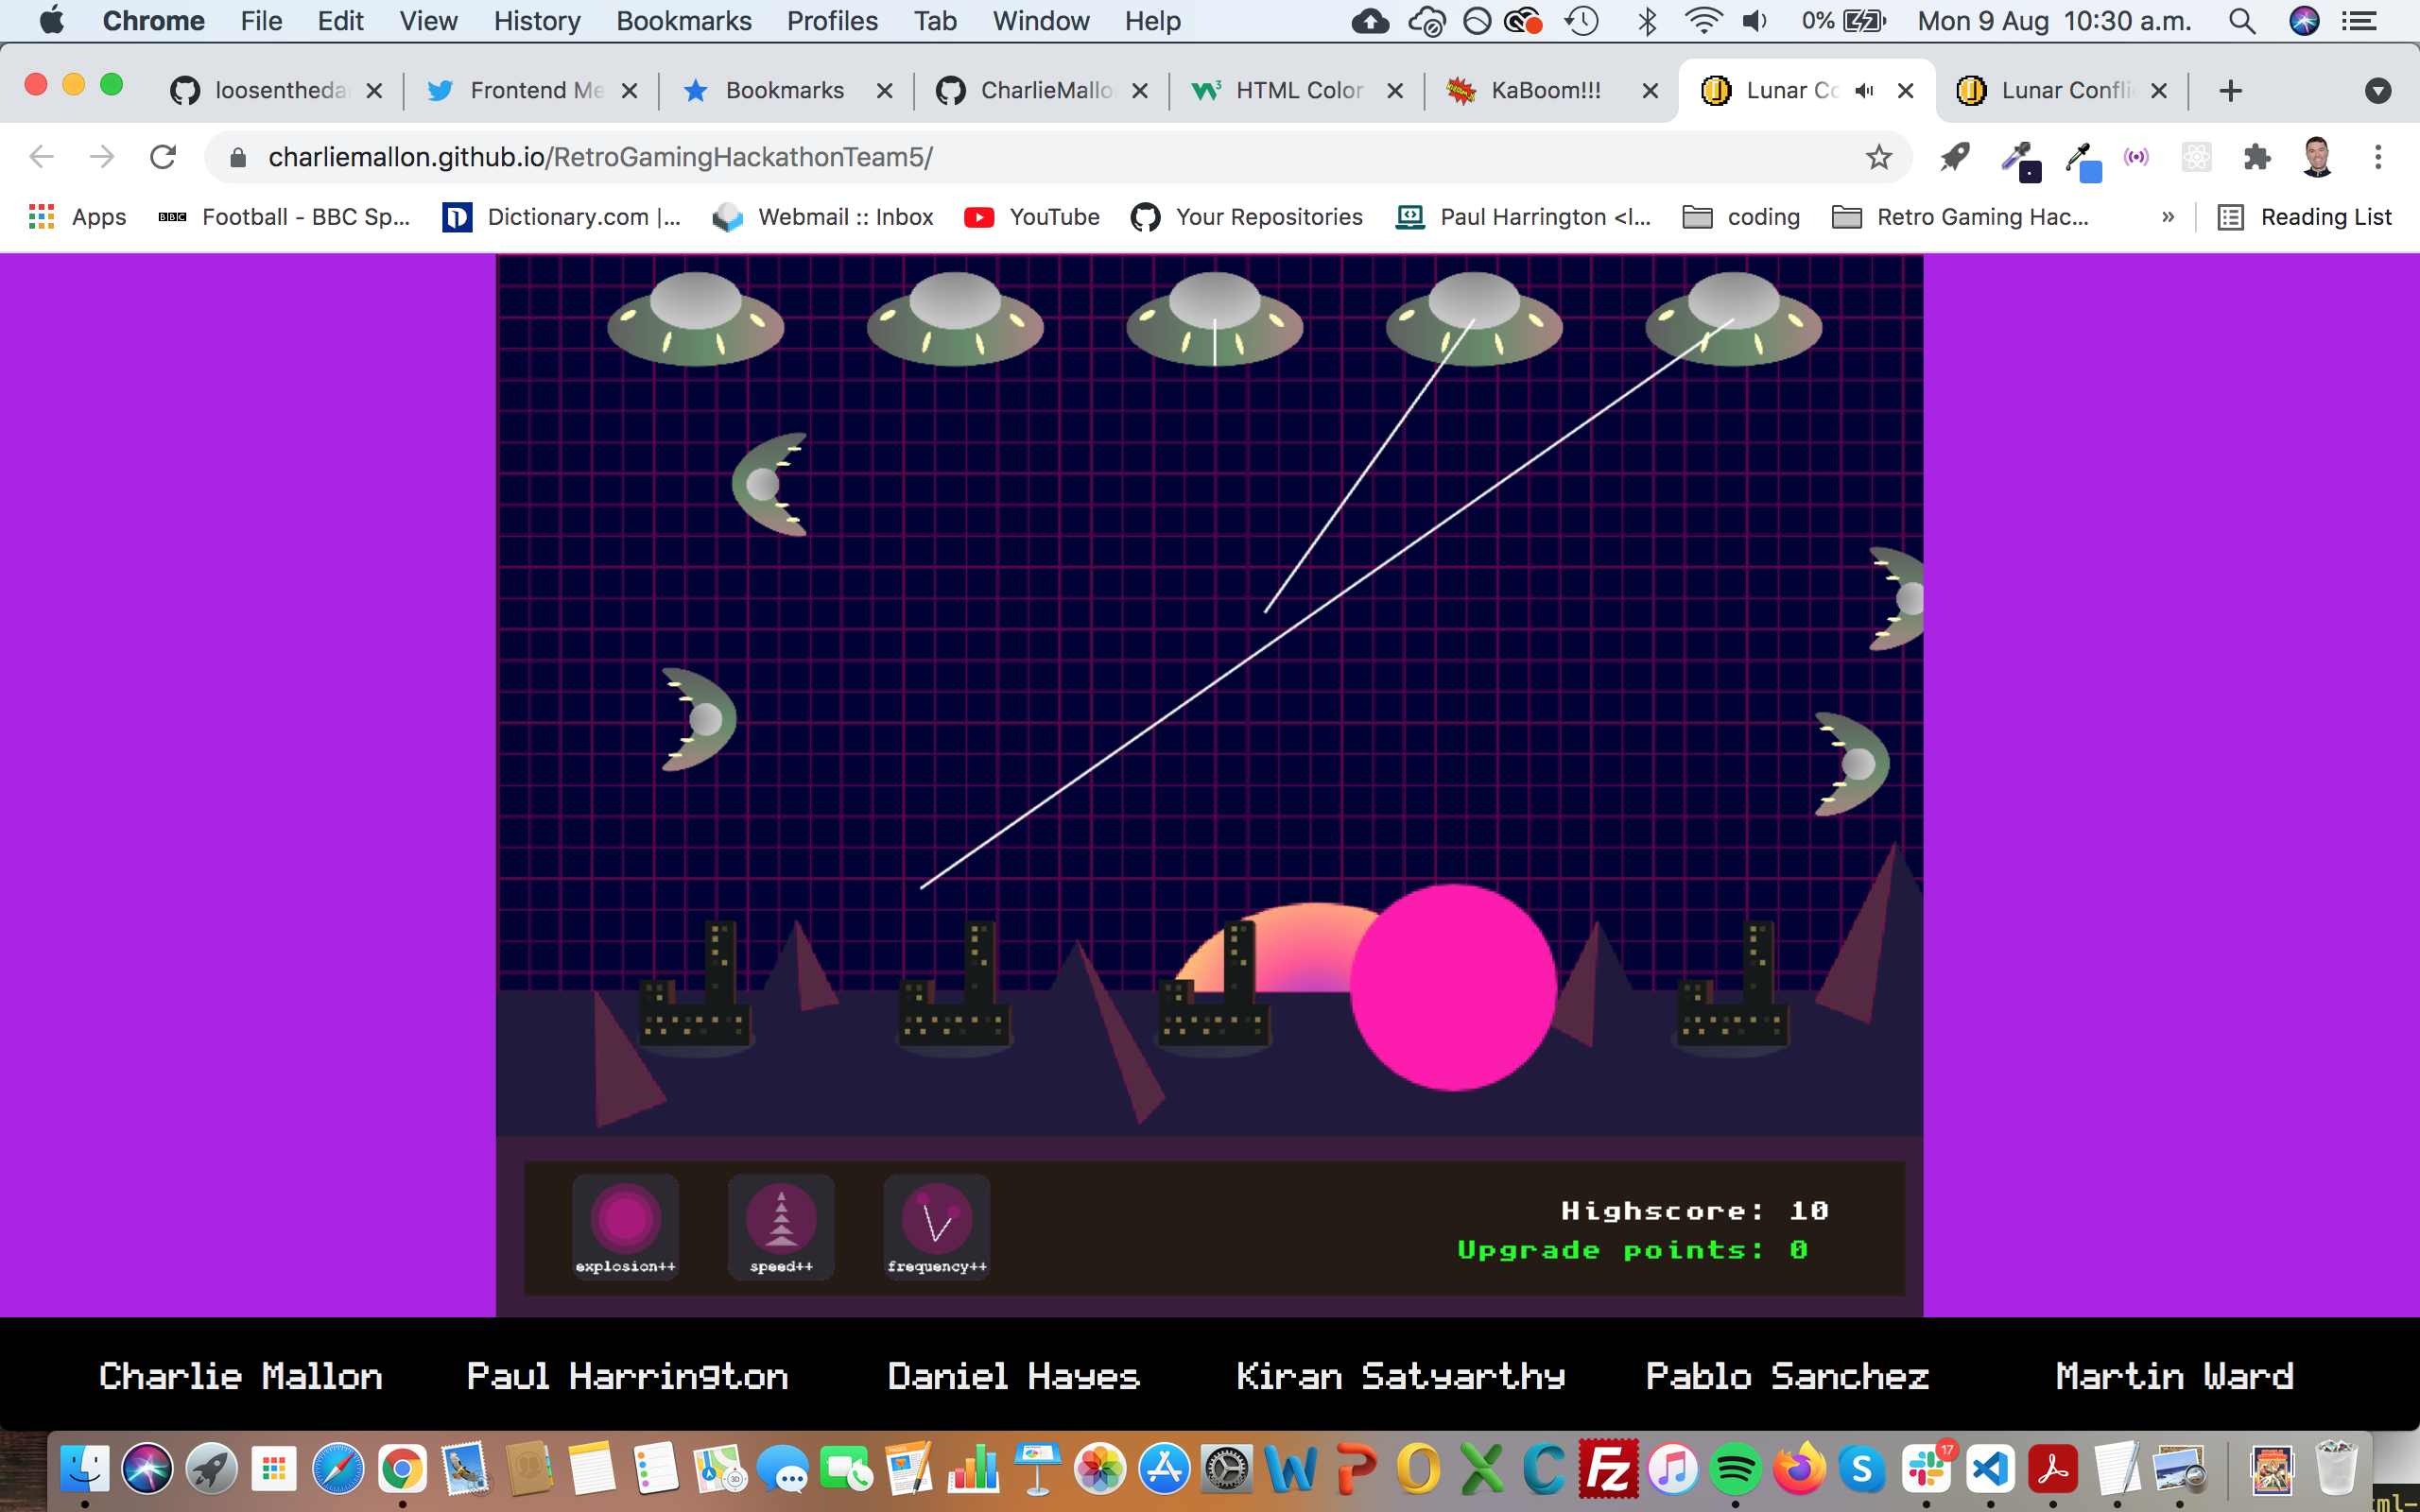 Chrome File Edit View History Bookmarks Profiles Tab Window Help 0% Mon 9 Aug 10:30 a.m.
loosentheda Frontend Me Bookmarks CharlieMallo HTML Color KaBoom!!! Lunar Co Lunar Confli
charliemallon.github.io/RetroGamingHackathonTeam5/
Apps BBC Football - BBC Sp... Dictionary.com |... Webmail :: Inbox YouTube Your Repositories Paul Harrington <l... coding Retro Gaming Hac... » Reading List
Highscore: 10
Upgrade points: 0
explosion++ speed++ frequency++
Charlie Mallon Paul Harrington Daniel Hayes Kiran Satyarthy Pablo Sanchez Martin Ward
17